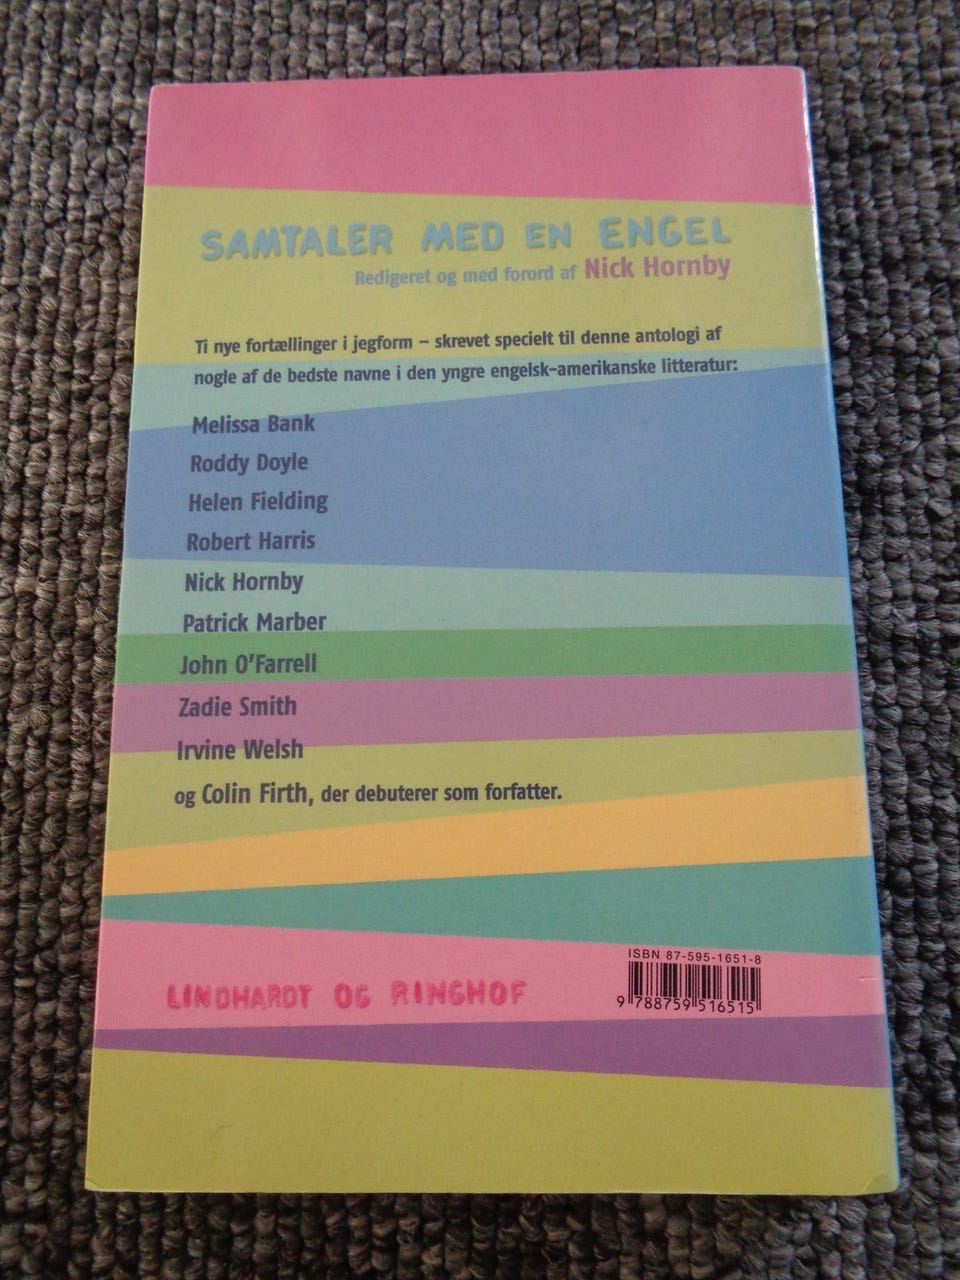 SAMTALER MED EN ENGEL
Redigeret og med forord af Nick Hornby
Ti nye fortællinger i jegform – skrevet specielt til denne antologi af
nogle af de bedste navne i den yngre engelsk-amerikanske litteratur:
Melissa Bank
Roddy Doyle
Helen Fielding
Robert Harris
Nick Hornby
Patrick Marber
John O'Farrell
Zadie Smith
Irvine Welsh
og Colin Firth, der debuterer som forfatter.
LINDHARDT OG RINGHOF
ISBN 87-595-1651-8
9 788759 516515